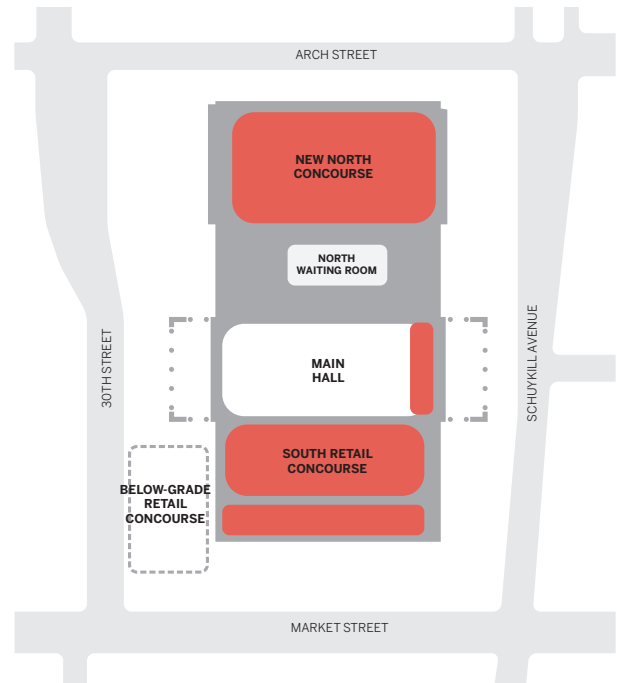 ARCH STREET
NEW NORTH
CONCOURSE
NORTH
WAITING ROOM
30TH STREET
MAIN
HALL
SCHUYKILL AVENUE
SOUTH RETAIL
CONCOURSE
BELOW-GRADE
RETAIL
CONCOURSE
MARKET STREET